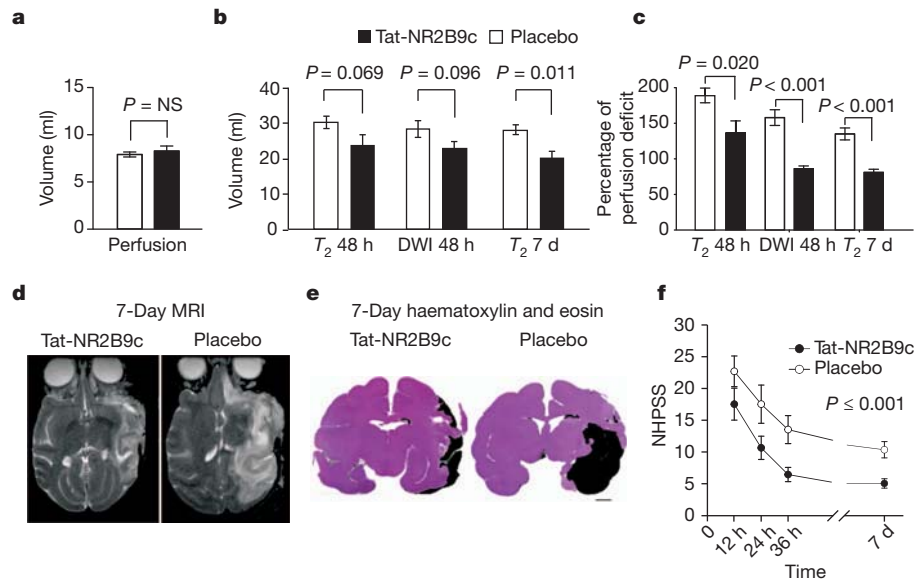 a
b
c
Tat-NR2B9c
Placebo
Volume (ml)
15
10
5
0
P = NS
Perfusion
Volume (ml)
40
30
20
10
0
P = 0.069
P = 0.096
P = 0.011
T2 48 h
DWI 48 h
T2 7 d
Percentage of
perfusion deficit
200
150
100
50
0
P = 0.020
P < 0.001
P < 0.001
T2 48 h
DWI 48 h
T2 7 d
d
7-Day MRI
Tat-NR2B9c
Placebo
e
7-Day haematoxylin and eosin
Tat-NR2B9c
Placebo
f
NHPSS
30
25
20
15
10
5
0
Tat-NR2B9c
Placebo
P ≤ 0.001
0
12 h
24 h
36 h
7 d
Time